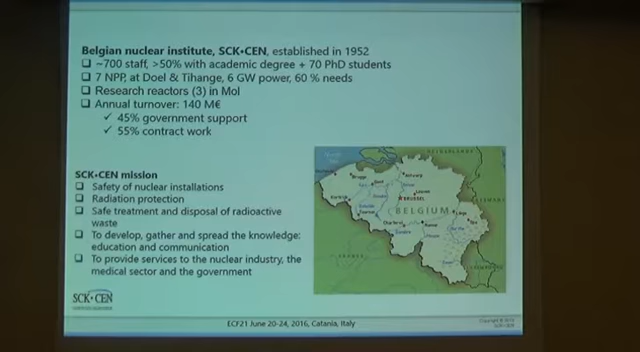 Belgian nuclear institute, SCK•CEN, established in 1952
~700 staff, >50% with academic degree + 70 PhD students
7 NPP, at Doel & Tihange, 6 GW power, 60 % needs
Research reactors (3) in Mol
Annual turnover: 140 M€
✓ 45% government support
✓ 55% contract work
SCK•CEN mission
Safety of nuclear installations
Radiation protection
Safe treatment and disposal of radioactive
waste
To develop, gather and spread the knowledge:
education and communication
To provide services to the nuclear industry, the
medical sector and the government
BELGIUM
SCK•CEN
ECF21 June 20-24, 2016, Catania, Italy